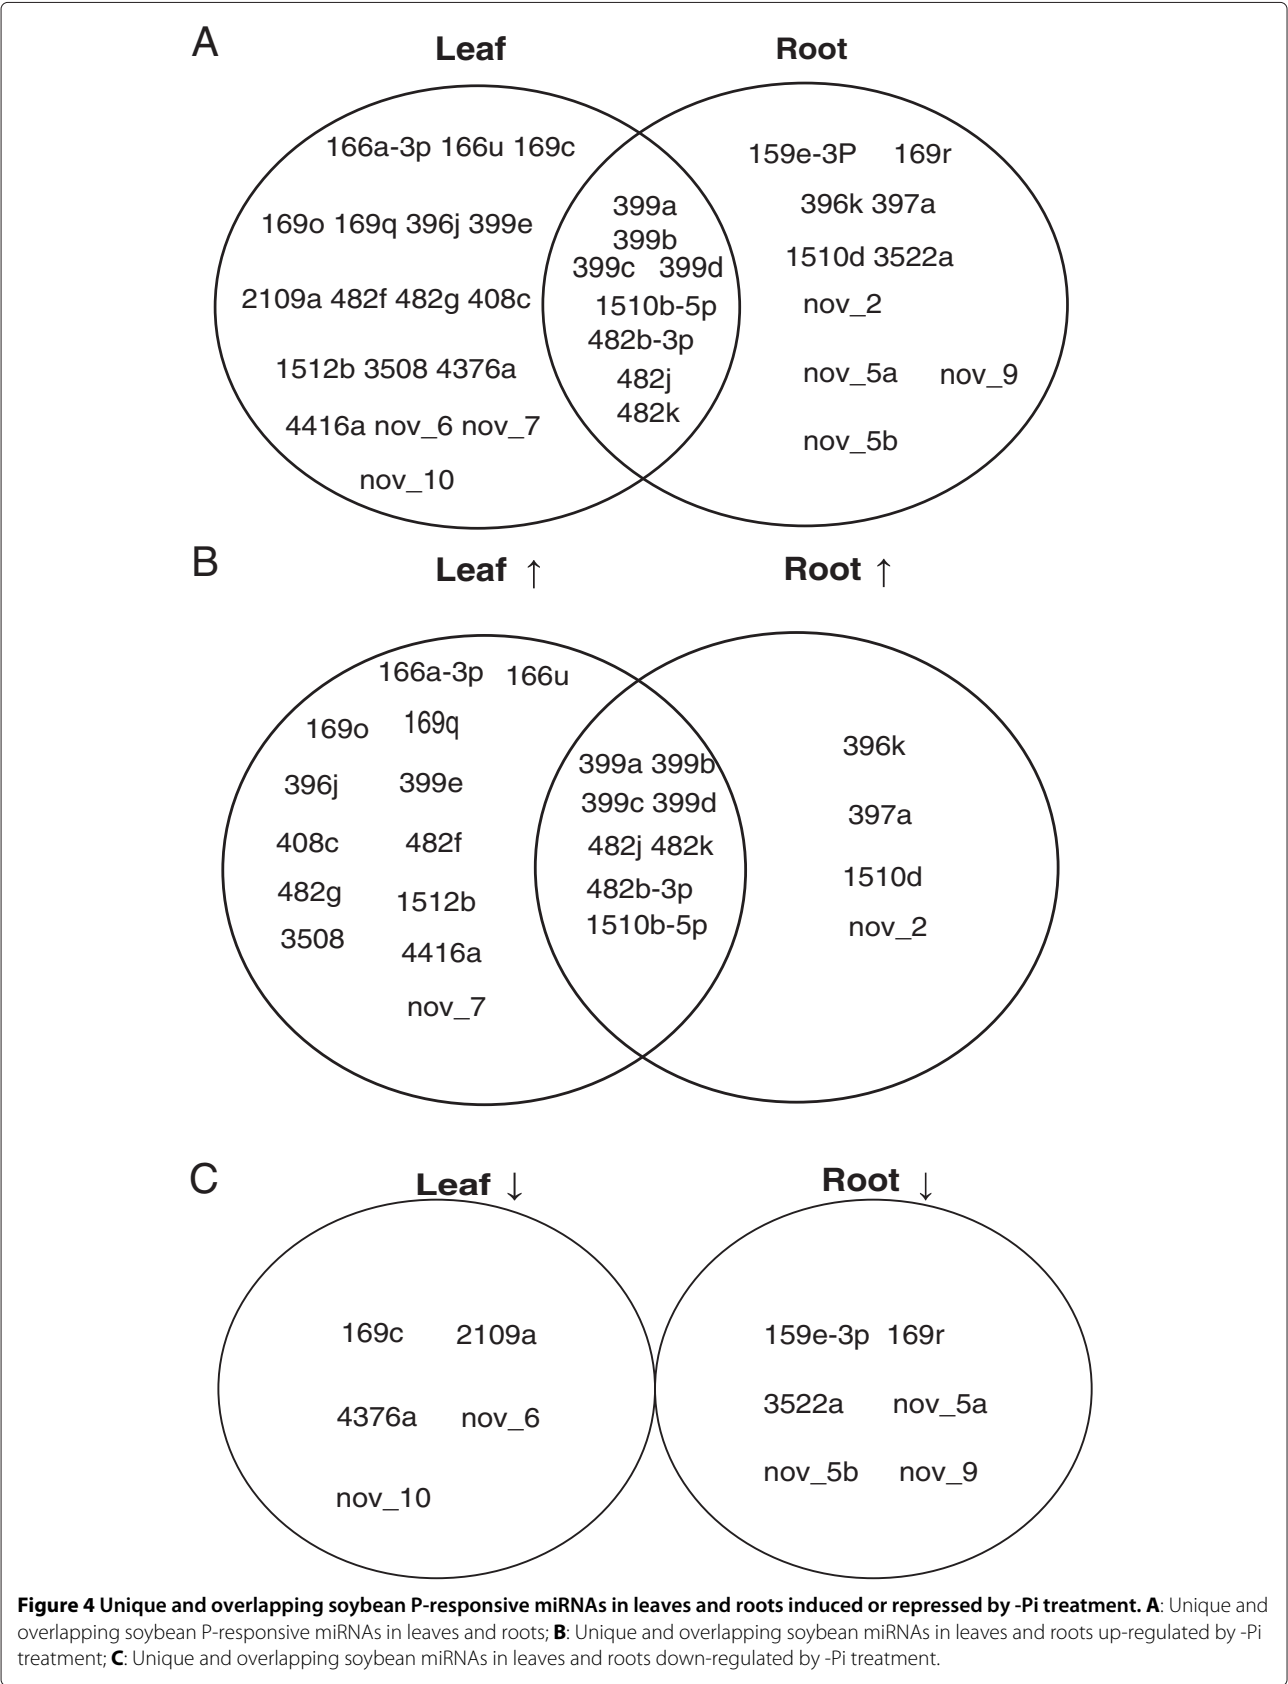 A
Leaf
Root
166a-3p 166u 169c
169o 169q 396j 399e
2109a 482f 482g 408c
1512b 3508 4376a
4416a nov_6 nov_7
nov_10
399a
399b
399c 399d
1510b-5p
482b-3p
482j
482k
159e-3P 169r
396k 397a
1510d 3522a
nov_2
nov_5a nov_9
nov_5b
B
Leaf ↑
Root ↑
166a-3p 166u
169o 169q
396j 399e
408c 482f
482g 1512b
3508 4416a
nov_7
399a 399b
399c 399d
482j 482k
482b-3p
1510b-5p
396k
397a
1510d
nov_2
C
Leaf ↓
Root ↓
169c 2109a
4376a nov_6
nov_10
159e-3p 169r
3522a nov_5a
nov_5b nov_9
Figure 4 Unique and overlapping soybean P-responsive miRNAs in leaves and roots induced or repressed by -Pi treatment. A: Unique and
overlapping soybean P-responsive miRNAs in leaves and roots; B: Unique and overlapping soybean miRNAs in leaves and roots up-regulated by -Pi
treatment; C: Unique and overlapping soybean miRNAs in leaves and roots down-regulated by -Pi treatment.